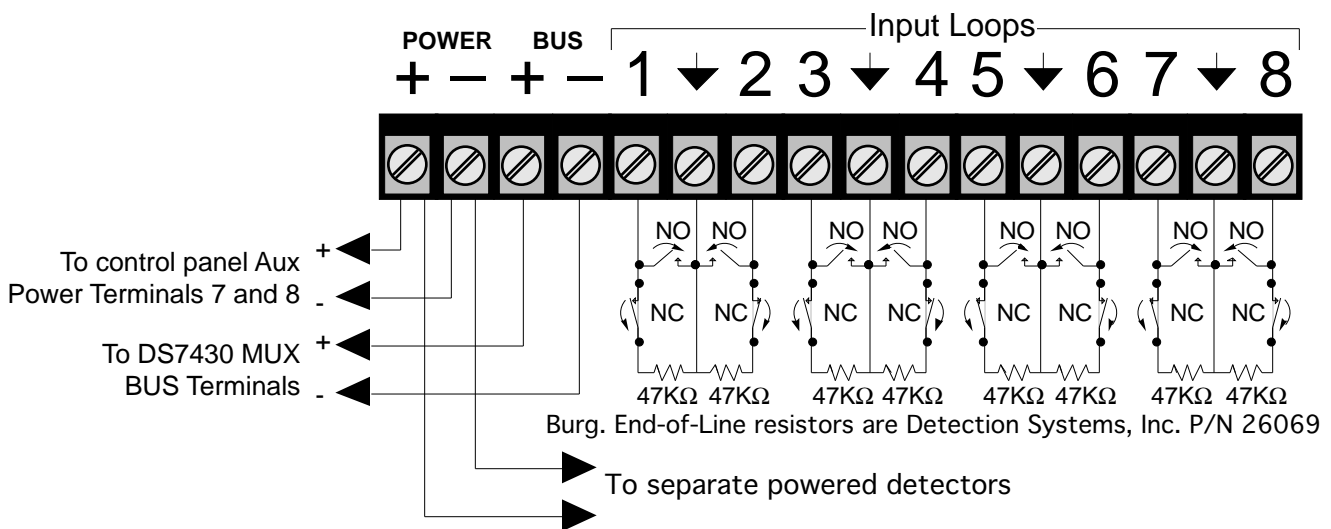 Input Loops
POWER BUS
+ — + — 1 2 3 4 5 6 7 8
NO NO NO NO NO NO NO NO
To control panel Aux +
Power Terminals 7 and 8 -
NC NC NC NC NC NC NC NC
To DS7430 MUX +
BUS Terminals -
47KΩ 47KΩ 47KΩ 47KΩ 47KΩ 47KΩ 47KΩ 47KΩ
Burg. End-of-Line resistors are Detection Systems, Inc. P/N 26069
To separate powered detectors